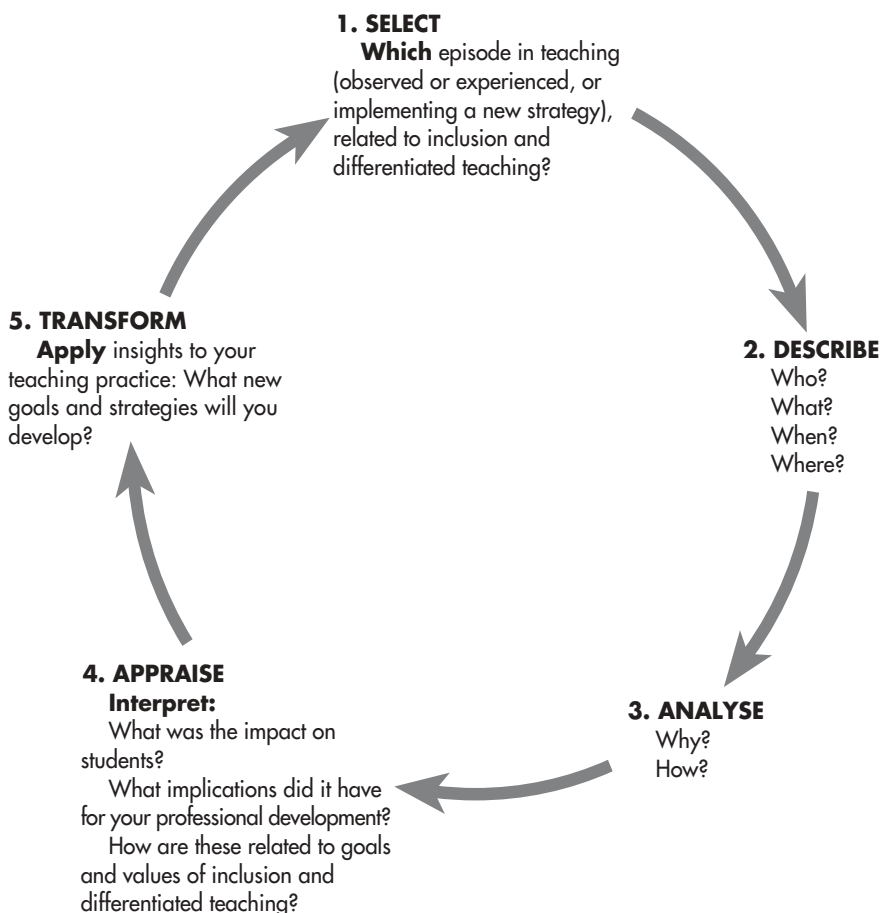 1. SELECT
Which episode in teaching
(observed or experienced, or
implementing a new strategy),
related to inclusion and
differentiated teaching?
2. DESCRIBE
Who?
What?
When?
Where?
3. ANALYSE
Why?
How?
4. APPRAISE
Interpret:
What was the impact on
students?
What implications did it have
for your professional development?
How are these related to goals
and values of inclusion and
differentiated teaching?
5. TRANSFORM
Apply insights to your
teaching practice: What new
goals and strategies will you
develop?